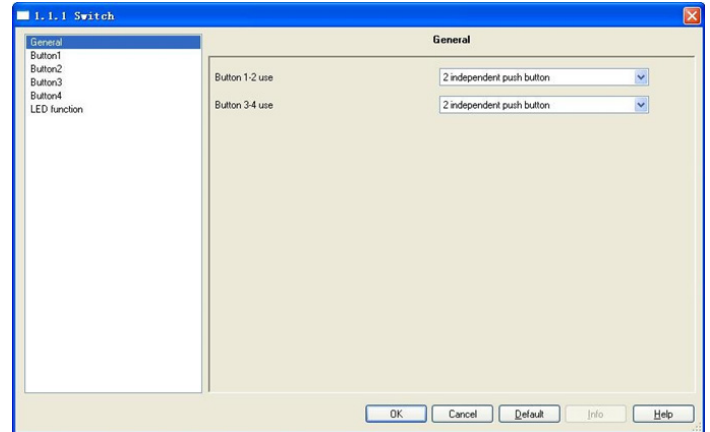 1.1.1 Switch
General
Button1
Button2
Button3
Button4
LED function
General
Button 1-2 use
2 independent push button
Button 3-4 use
2 independent push button
OK
Cancel
Default
Info
Help